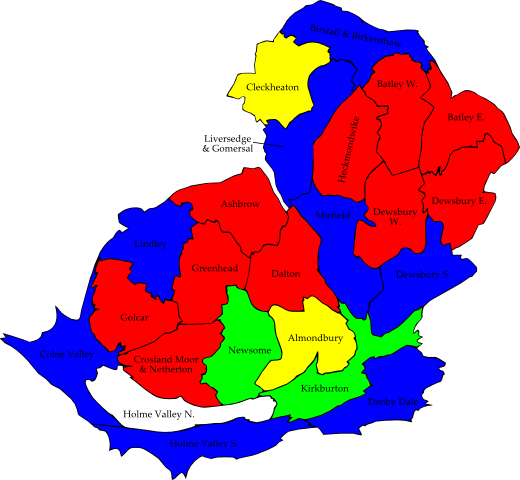 Birstall & Birkenshaw
Cleckheaton
Batley W.
Batley E.
Liversedge
& Gomersal
Heckmondwike
Ashbrow
Mirfield
Dewsbury
W.
Dewsbury E.
Lindley
Greenhead
Dalton
Dewsbury S.
Golcar
Newsome
Almondbury
Colne Valley
Crosland Moor
& Netherton
Kirkburton
Holme Valley N.
Denby Dale
Holme Valley S.